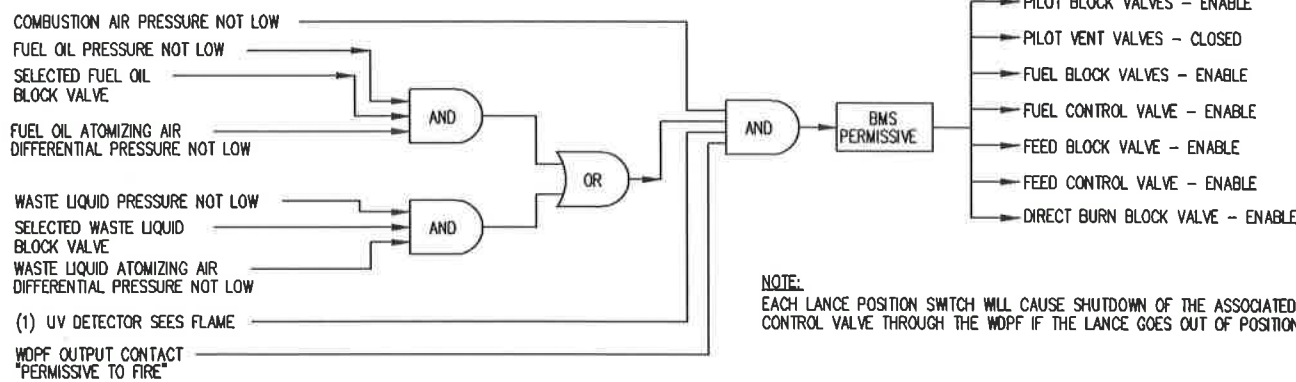 COMBUSTION AIR PRESSURE NOT LOW
FUEL OIL PRESSURE NOT LOW
SELECTED FUEL OIL
BLOCK VALVE
FUEL OIL ATOMIZING AIR
DIFFERENTIAL PRESSURE NOT LOW
AND
WASTE LIQUID PRESSURE NOT LOW
SELECTED WASTE LIQUID
BLOCK VALVE
WASTE LIQUID ATOMIZING AIR
DIFFERENTIAL PRESSURE NOT LOW
AND
OR
(1) UV DETECTOR SEES FLAME
WDPF OUTPUT CONTACT
"PERMISSIVE TO FIRE"
AND
BMS
PERMISSIVE
PILOT BLOCK VALVES - ENABLE
PILOT VENT VALVES - CLOSED
FUEL BLOCK VALVES - ENABLE
FUEL CONTROL VALVE - ENABLE
FEED BLOCK VALVE - ENABLE
FEED CONTROL VALVE - ENABLE
DIRECT BURN BLOCK VALVE - ENABLE
NOTE:
EACH LANCE POSITION SWITCH WILL CAUSE SHUTDOWN OF THE ASSOCIATED
CONTROL VALVE THROUGH THE WDPF IF THE LANCE GOES OUT OF POSITION